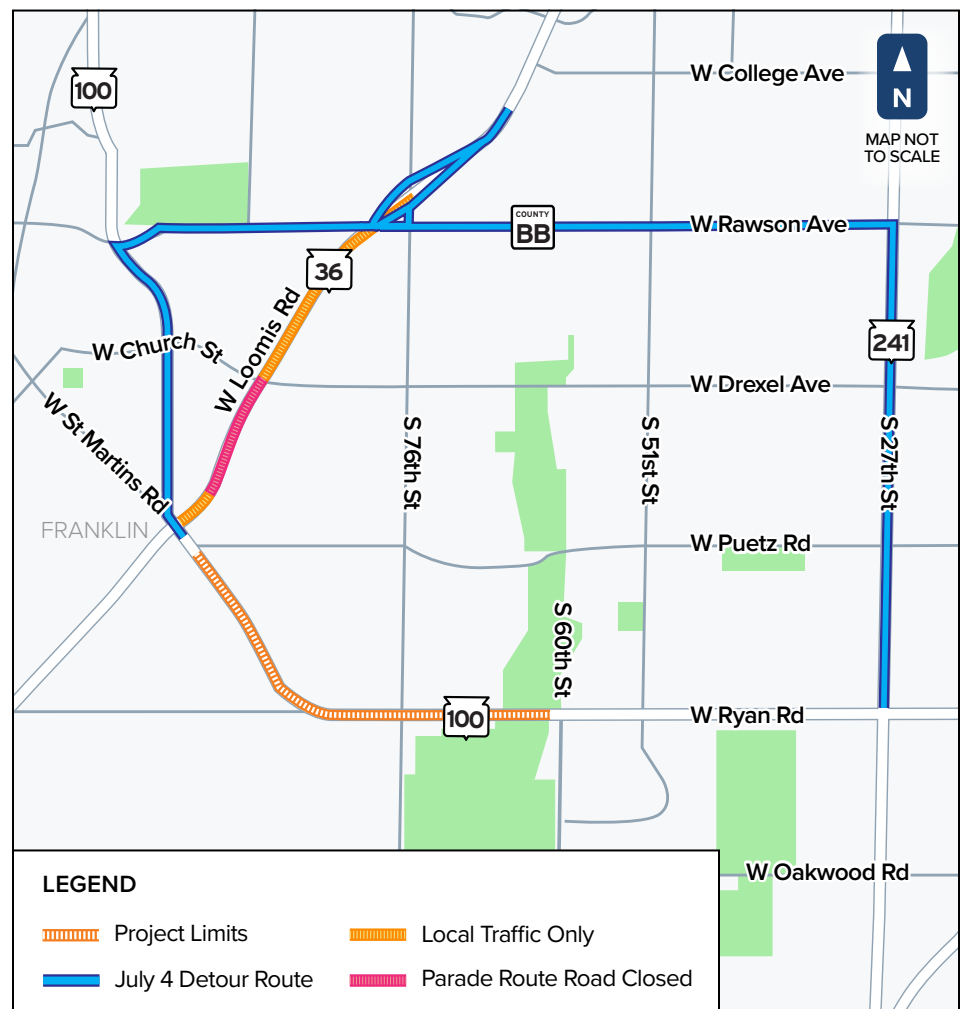 W College Ave
100
N
MAP NOT
TO SCALE
COUNTY
BB
W Rawson Ave
36
241
W Church St
W Loomis Rd
W Drexel Ave
W St Martins Rd
S 76th St
S 51st St
S 27th St
FRANKLIN
W Puetz Rd
S 60th St
100
W Ryan Rd
W Oakwood Rd
LEGEND
Project Limits
Local Traffic Only
July 4 Detour Route
Parade Route Road Closed